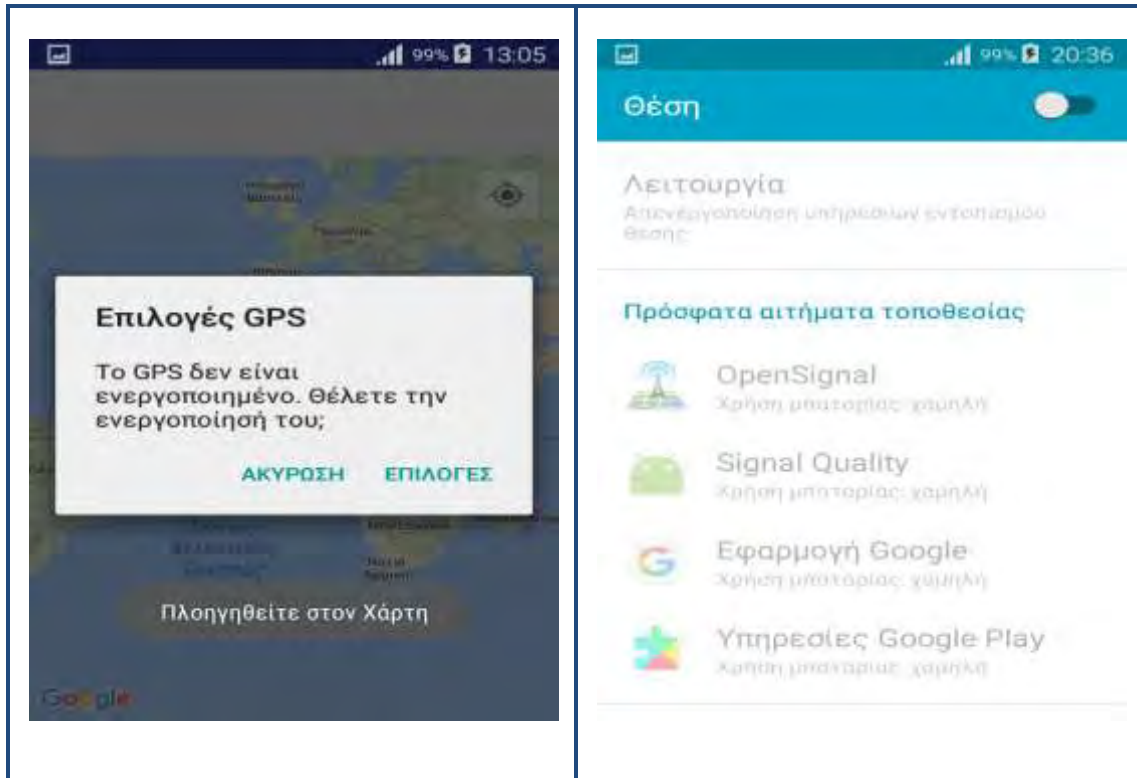 99% 13:05
Επιλογές GPS
Το GPS δεν είναι
ενεργοποιημένο. Θέλετε την
ενεργοποίησή του;
ΑΚΥΡΩΣΗ ΕΠΙΛΟΓΕΣ
Πλοηγηθείτε στον Χάρτη
Google
99% 20:36
Θέση
Λειτουργία
Απενεργοποίηση υπηρεσιών εντοπισμού
θέσης
Πρόσφατα αιτήματα τοποθεσίας
OpenSignal
Χρήση μπαταρίας: χαμηλή
Signal Quality
Χρήση μπαταρίας: χαμηλή
Εφαρμογή Google
Χρήση μπαταρίας: χαμηλή
Υπηρεσίες Google Play
Χρήση μπαταρίας: χαμηλή